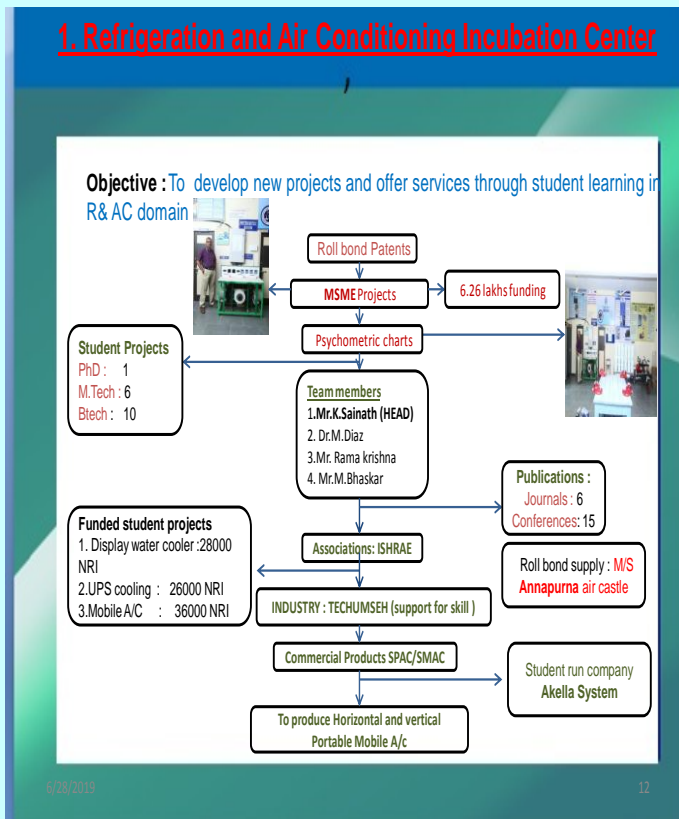 1. Refrigeration and Air Conditioning Incubation Center
,
Objective : To develop new projects and offer services through student learning in
R& AC domain
Roll bond Patents
MSME Projects
6.26 lakhs funding
Psychometric charts
Student Projects
PhD : 1
M.Tech : 6
Btech : 10
Team members
1.Mr.K.Sainath (HEAD)
2. Dr.M.Diaz
3.Mr. Rama krishna
4. Mr.M.Bhaskar
Publications :
Journals : 6
Conferences: 15
Funded student projects
1. Display water cooler :28000
NRI
2.UPS cooling : 26000 NRI
3.Mobile A/C : 36000 NRI
Associations: ISHRAE
Roll bond supply : M/S
Annapurna air castle
INDUSTRY : TECHUMSEH (support for skill )
Commercial Products SPAC/SMAC
Student run company
Akella System
To produce Horizontal and vertical
Portable Mobile A/c
6/28/2019
12